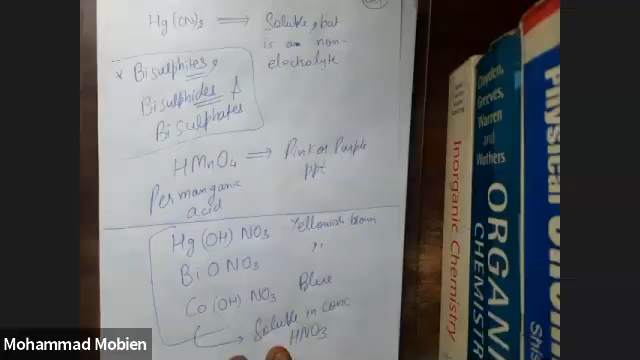 Hg(CN)2 ⟹ Soluble, but
is a non-
electrolyte
x Bisulphites,
Bisulphides &
Bisulphates
HMnO4 ⟹ Pink or Purple
ppt
Permanganic
acid
Hg(OH) NO3 Yellowish brown
BiONO3 ,,
Co(OH) NO3 Blue
Soluble in conc
HNO3
Inorganic Chemistry
Clayden,
Greeves,
Warren
and
Wothers
ORGANIC
CHEMISTRY
Physical
Mohammad Mobien